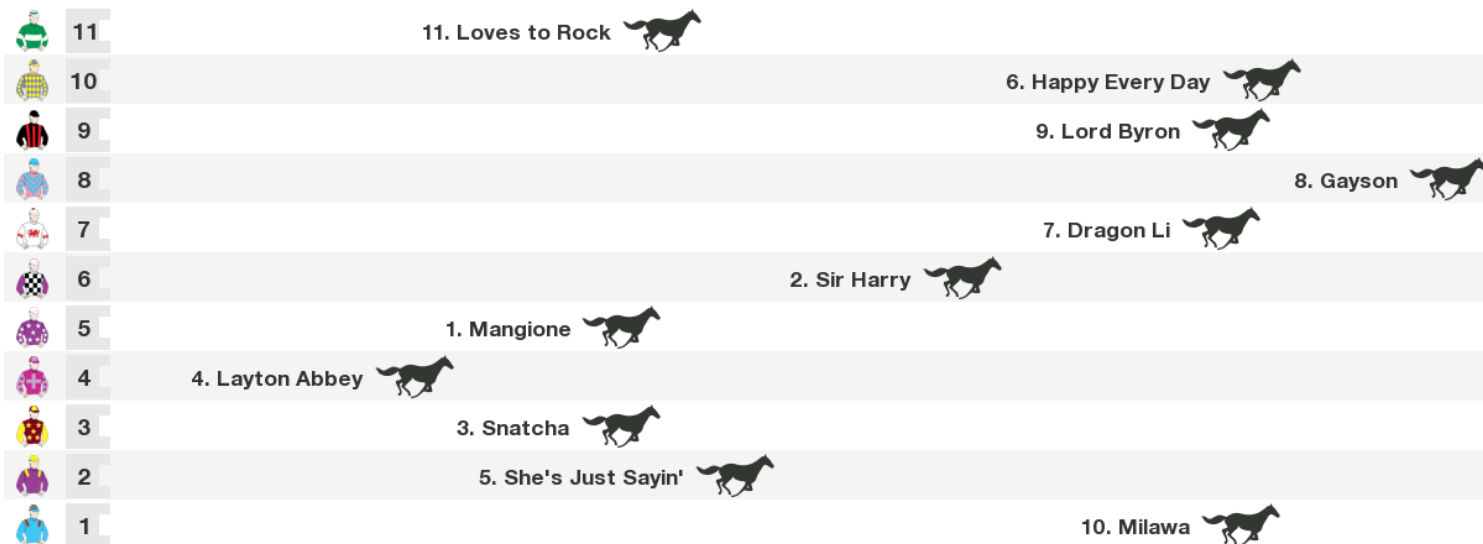 11 11. Loves to Rock
10 6. Happy Every Day
9 9. Lord Byron
8 8. Gayson
7 7. Dragon Li
6 2. Sir Harry
5 1. Mangione
4 4. Layton Abbey
3 3. Snatcha
2 5. She's Just Sayin'
1 10. Milawa